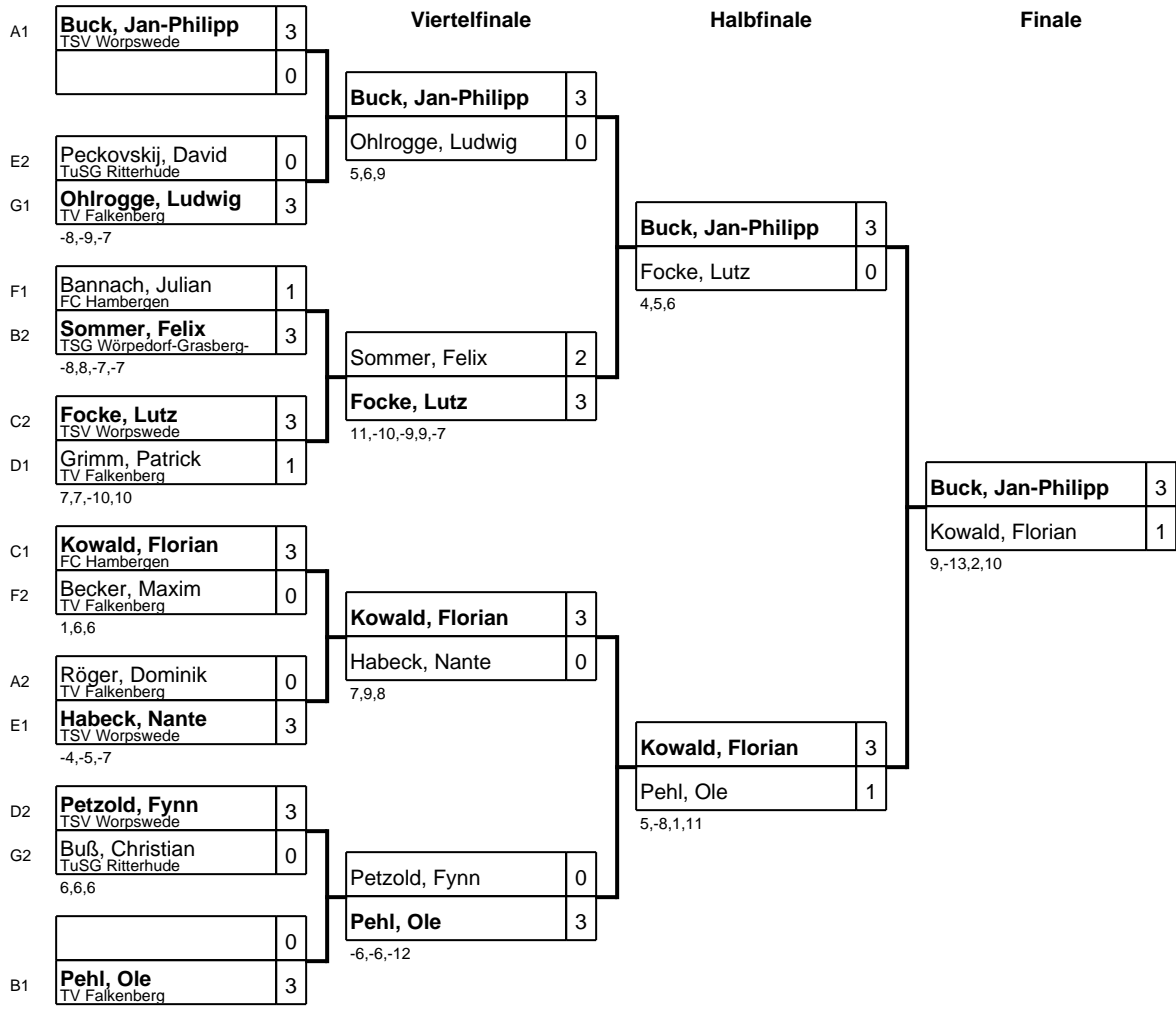 Viertelfinale
Halbfinale
Finale
A1
Buck, Jan-Philipp
3
TSV Worpswede
0
E2
Peckovskij, David
0
TuSG Ritterhude
G1
Ohlrogge, Ludwig
3
TV Falkenberg
-8,-9,-7
F1
Bannach, Julian
1
FC Hambergen
B2
Sommer, Felix
3
TSG Wörpedorf-Grasberg-
-8,8,-7,-7
C2
Focke, Lutz
3
TSV Worpswede
D1
Grimm, Patrick
1
TV Falkenberg
7,7,-10,10
C1
Kowald, Florian
3
FC Hambergen
F2
Becker, Maxim
0
TV Falkenberg
1,6,6
A2
Röger, Dominik
0
TV Falkenberg
E1
Habeck, Nante
3
TSV Worpswede
-4,-5,-7
D2
Petzold, Fynn
3
TSV Worpswede
G2
Buß, Christian
0
TuSG Ritterhude
6,6,6
0
B1
Pehl, Ole
3
TV Falkenberg
Buck, Jan-Philipp
3
Ohlrogge, Ludwig
0
5,6,9
Sommer, Felix
2
Focke, Lutz
3
11,-10,-9,9,-7
Kowald, Florian
3
Habeck, Nante
0
7,9,8
Petzold, Fynn
0
Pehl, Ole
3
-6,-6,-12
Buck, Jan-Philipp
3
Focke, Lutz
0
4,5,6
Kowald, Florian
3
Pehl, Ole
1
5,-8,1,11
Buck, Jan-Philipp
3
Kowald, Florian
1
9,-13,2,10